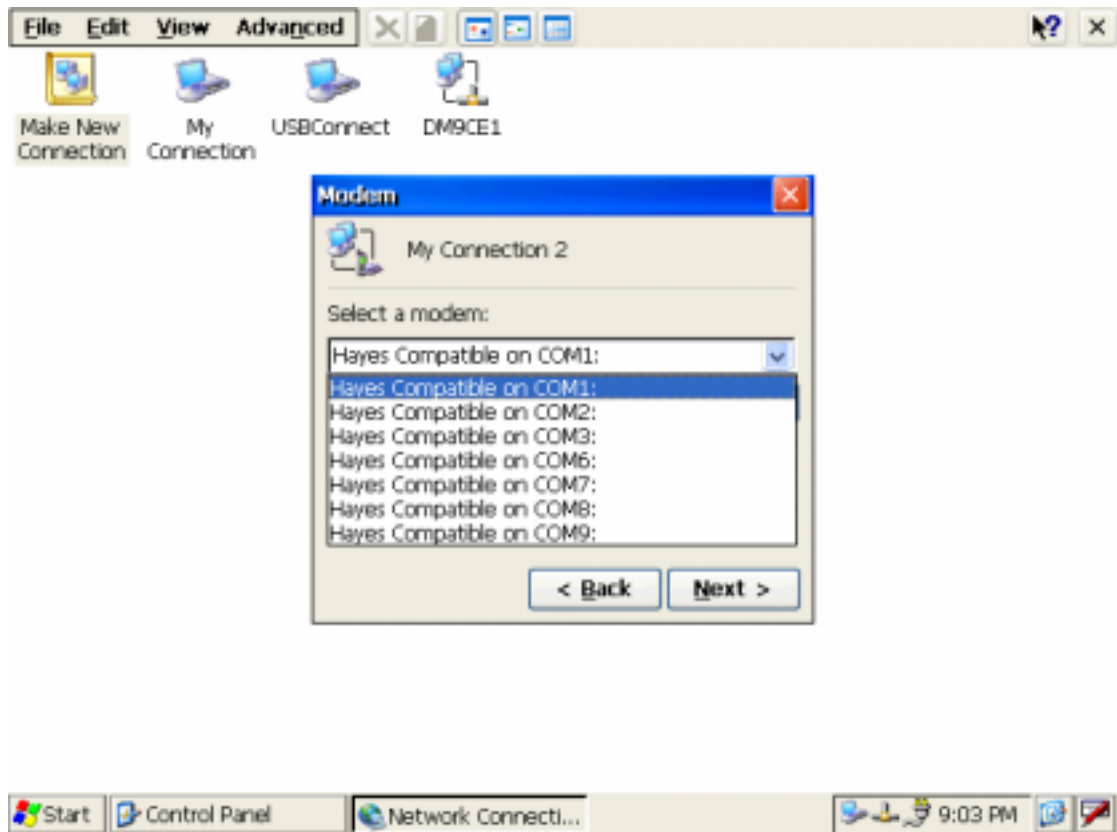 File Edit View Advanced
Make New Connection
My Connection
USBConnect
DM9CE1
Modem
My Connection 2
Select a modem:
Hayes Compatible on COM1:
Hayes Compatible on COM1:
Hayes Compatible on COM2:
Hayes Compatible on COM3:
Hayes Compatible on COM6:
Hayes Compatible on COM7:
Hayes Compatible on COM8:
Hayes Compatible on COM9:
< Back Next >
Start Control Panel Network Connecti... 9:03 PM